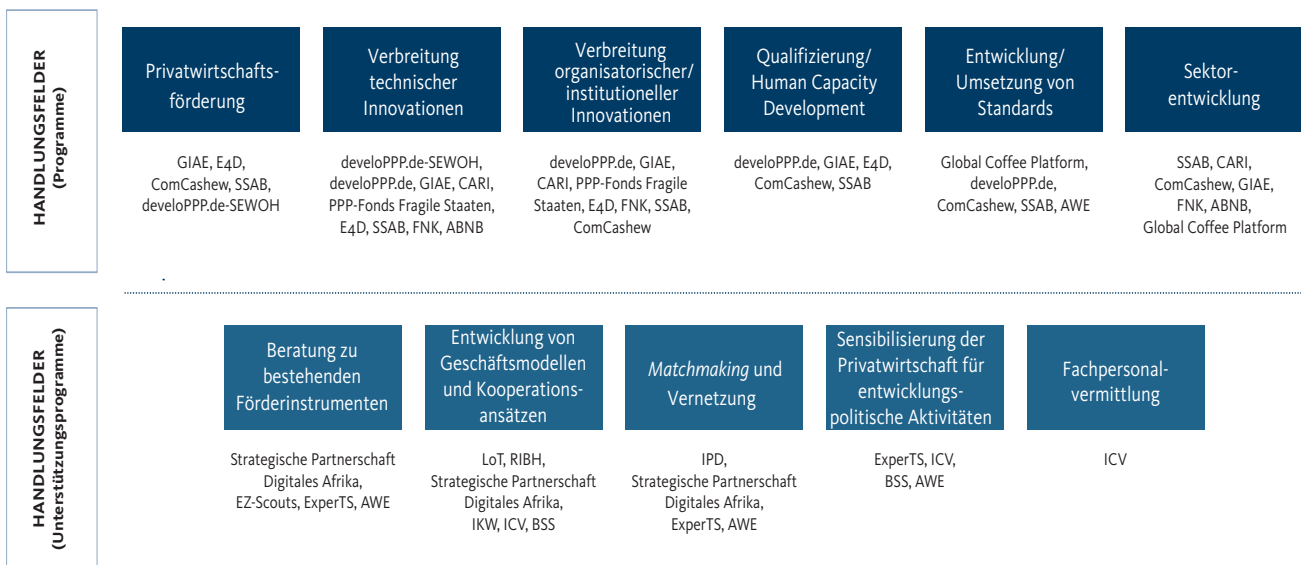 HANDLUNGSFELDER
(Programme)
Privatwirtschafts-
förderung
GIAE, E4D,
ComCashew, SSAB,
develoPPP.de-SEWOH
Verbreitung
technischer
Innovationen
develoPPP.de-SEWOH,
develoPPP.de, GIAE, CARI,
PPP-Fonds Fragile Staaten,
E4D, SSAB, FNK, ABNB
Verbreitung
organisatorischer/
institutioneller
Innovationen
develoPPP.de, GIAE,
CARI, PPP-Fonds Fragile
Staaten, E4D, FNK, SSAB,
ComCashew
Qualifizierung/
Human Capacity
Development
develoPPP.de, GIAE, E4D,
ComCashew, SSAB
Entwicklung/
Umsetzung von
Standards
Global Coffee Platform,
develoPPP.de,
ComCashew, SSAB, AWE
Sektor-
entwicklung
SSAB, CARI,
ComCashew, GIAE,
FNK, ABNB,
Global Coffee Platform
HANDLUNGSFELDER
(Unterstützungsprogramme)
Beratung zu
bestehenden
Förderinstrumenten
Strategische Partnerschaft
Digitales Afrika,
EZ-Scouts, ExperTS, AWE
Entwicklung von
Geschäftsmodellen
und Kooperations-
ansätzen
LoT, RIBH,
Strategische Partnerschaft
Digitales Afrika,
IKW, ICV, BSS
Matchmaking und
Vernetzung
IPD,
Strategische Partnerschaft
Digitales Afrika,
ExperTS, AWE
Sensibilisierung der
Privatwirtschaft für
entwicklungs-
politische Aktivitäten
ExperTS, ICV,
BSS, AWE
Fachpersonal-
vermittlung
ICV